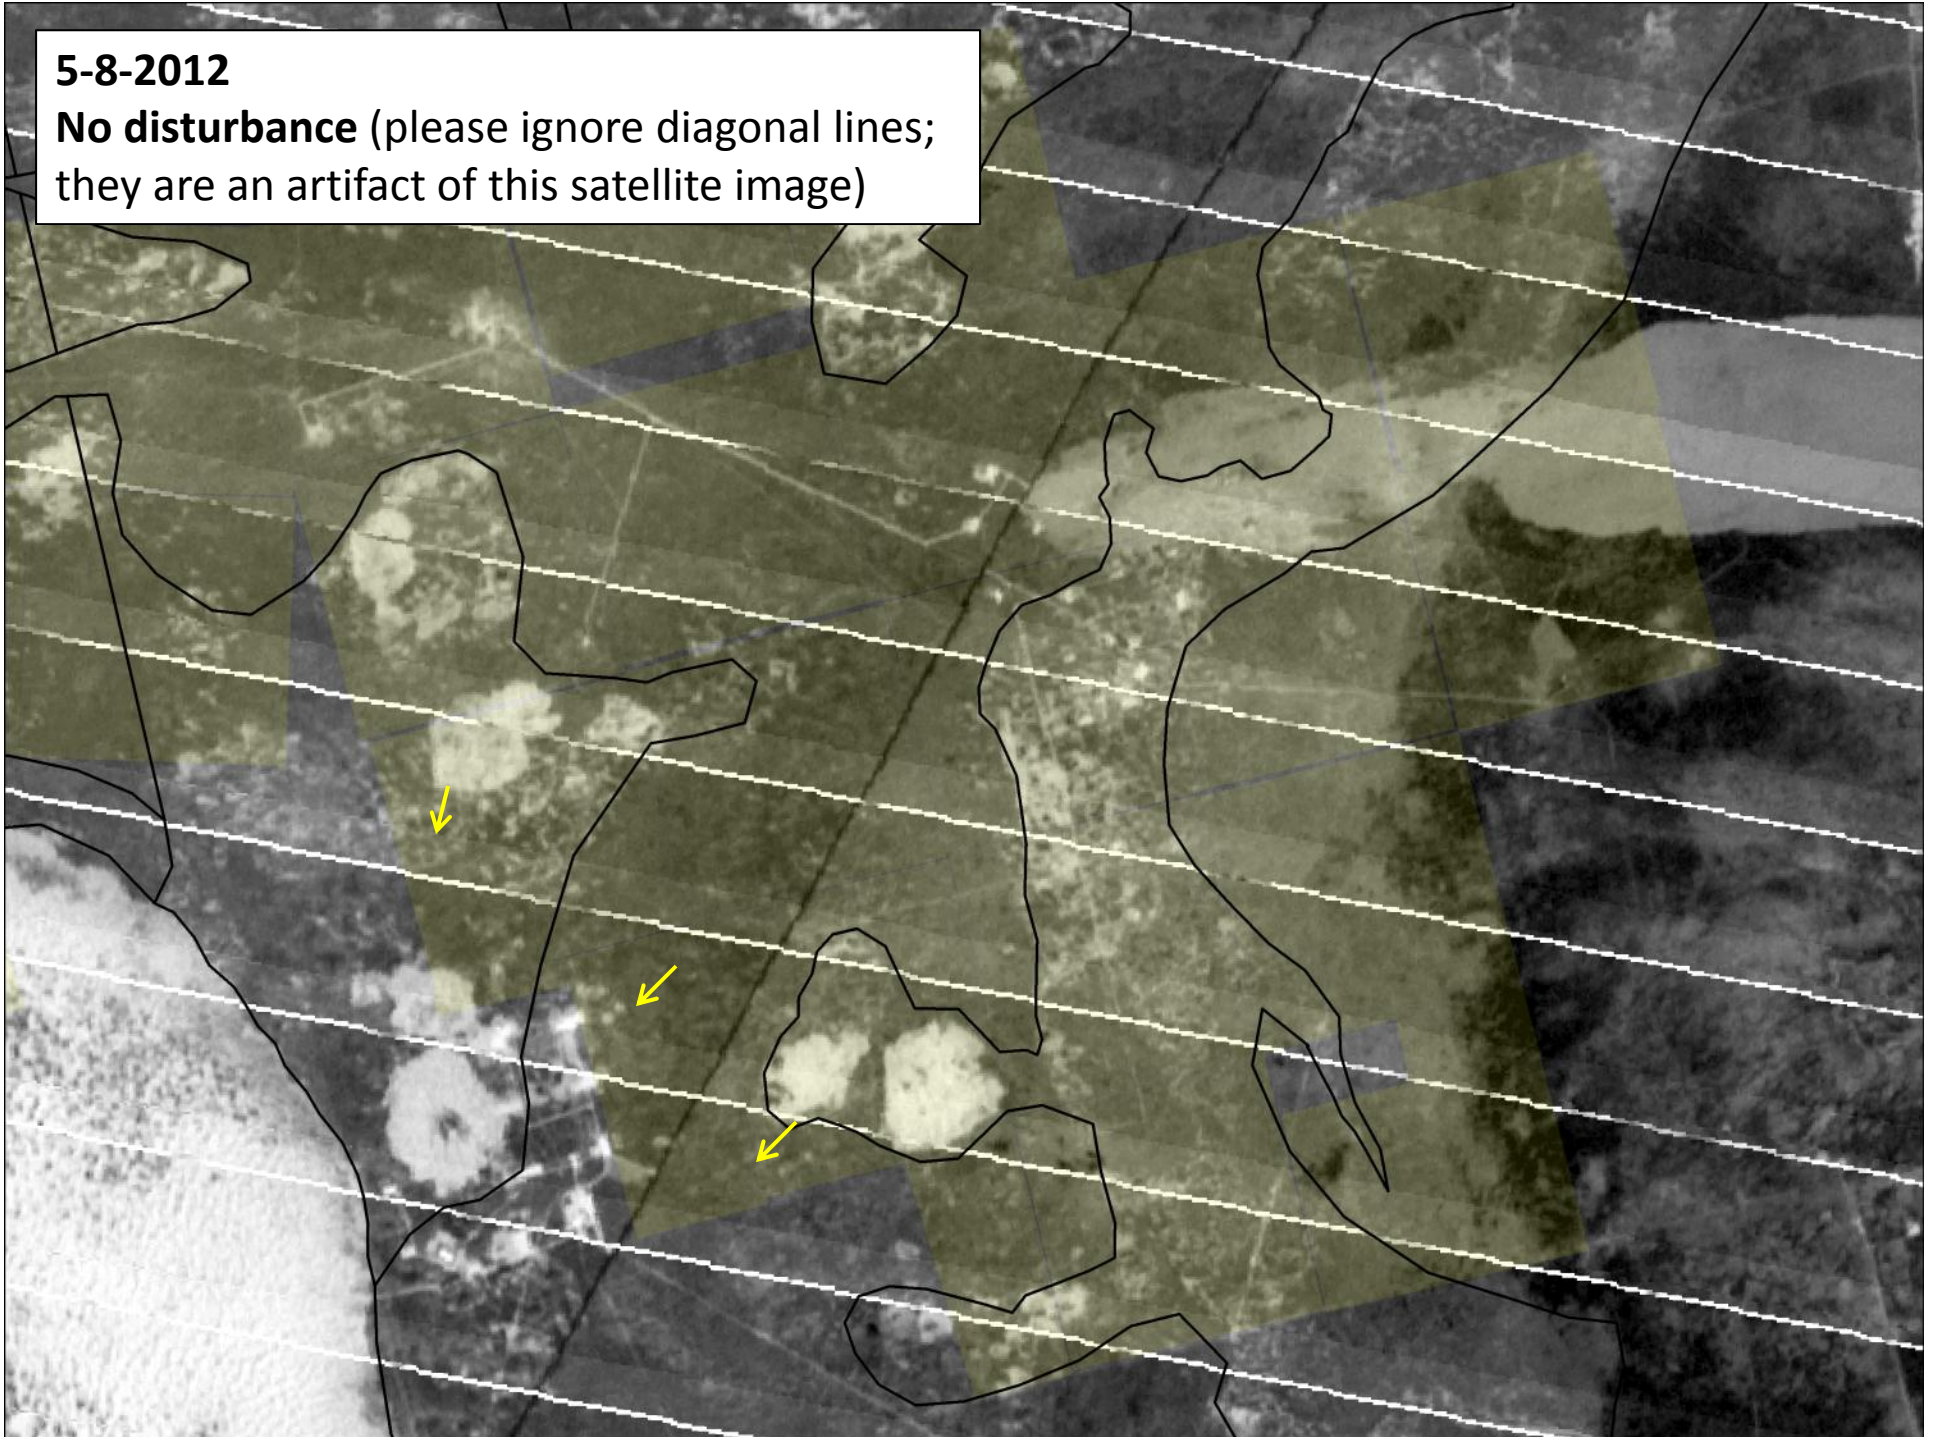 5-8-2012
No disturbance (please ignore diagonal lines;
they are an artifact of this satellite image)